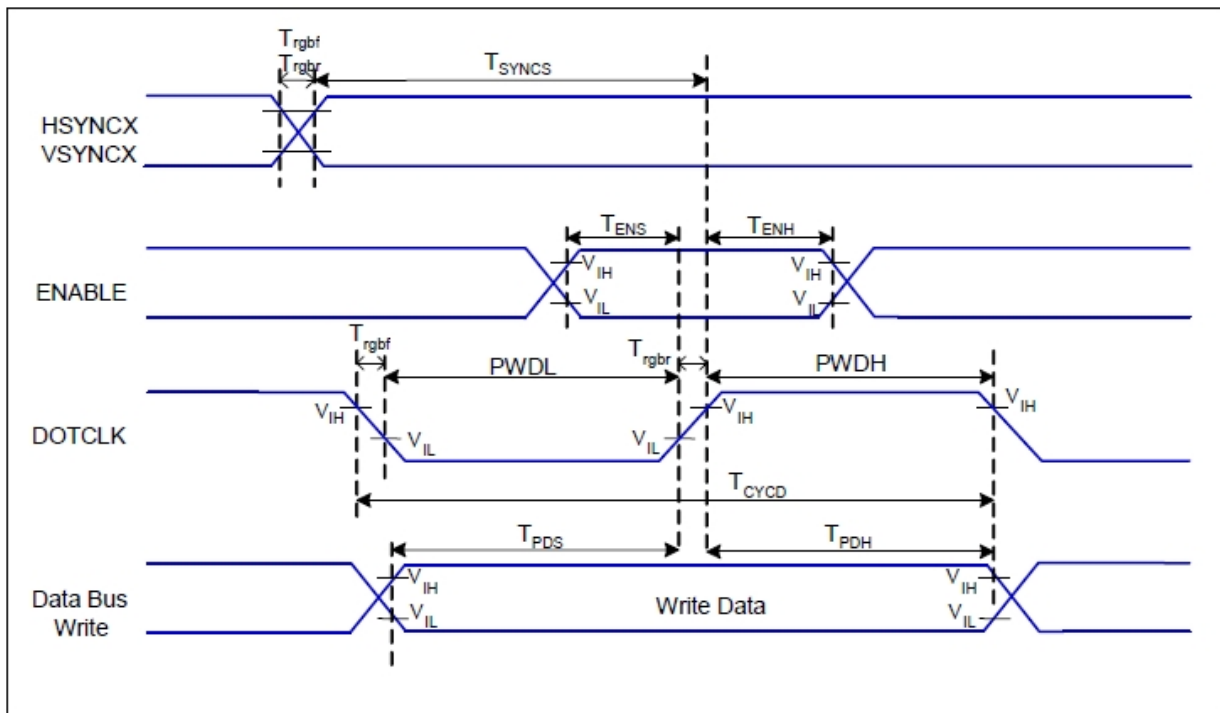 Trgbf
Trgbr
TSYNCS
HSYNCX
VSYNCX
TENS
TENH
VIH
VIH
ENABLE
VIL
VIL
Trgbf
Trgbr
PWDL
PWDH
VIH
VIH
VIH
DOTCLK
VIL
VIL
TCYCD
TPDS
TPDH
VIH
VIH
Data Bus
Write
Write Data
VIL
VIL